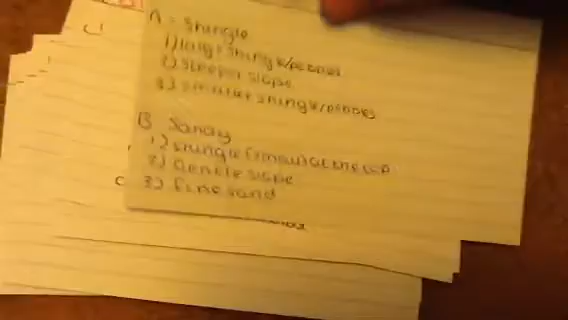 A = Shingle
1) large shingle/pebbles
2) Steeper slope
3) smaller shingle/pebbles
B Sandy
1) shingle (small) at the top
2) Gentle slope
3) Fine sand